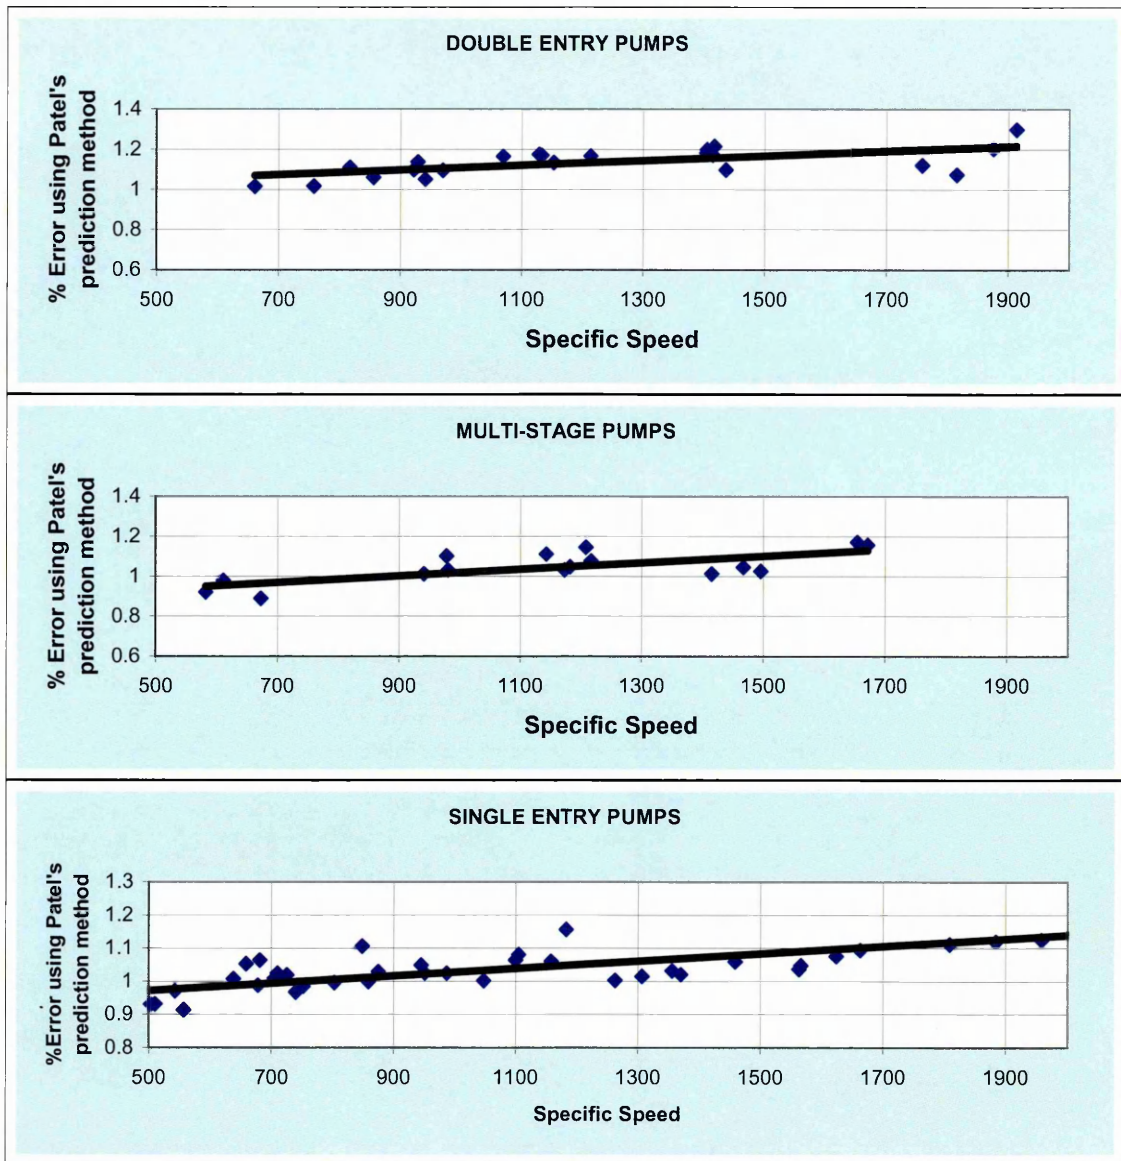 DOUBLE ENTRY PUMPS
% Error using Patel's
prediction method
1.4
1.2
1
0.8
0.6
500 700 900 1100 1300 1500 1700 1900
Specific Speed
MULTI-STAGE PUMPS
% Error using Patel's
prediction method
1.4
1.2
1
0.8
0.6
500 700 900 1100 1300 1500 1700 1900
Specific Speed
SINGLE ENTRY PUMPS
%Error using Patel's
prediction method
1.3
1.2
1.1
1
0.9
0.8
500 700 900 1100 1300 1500 1700 1900
Specific Speed